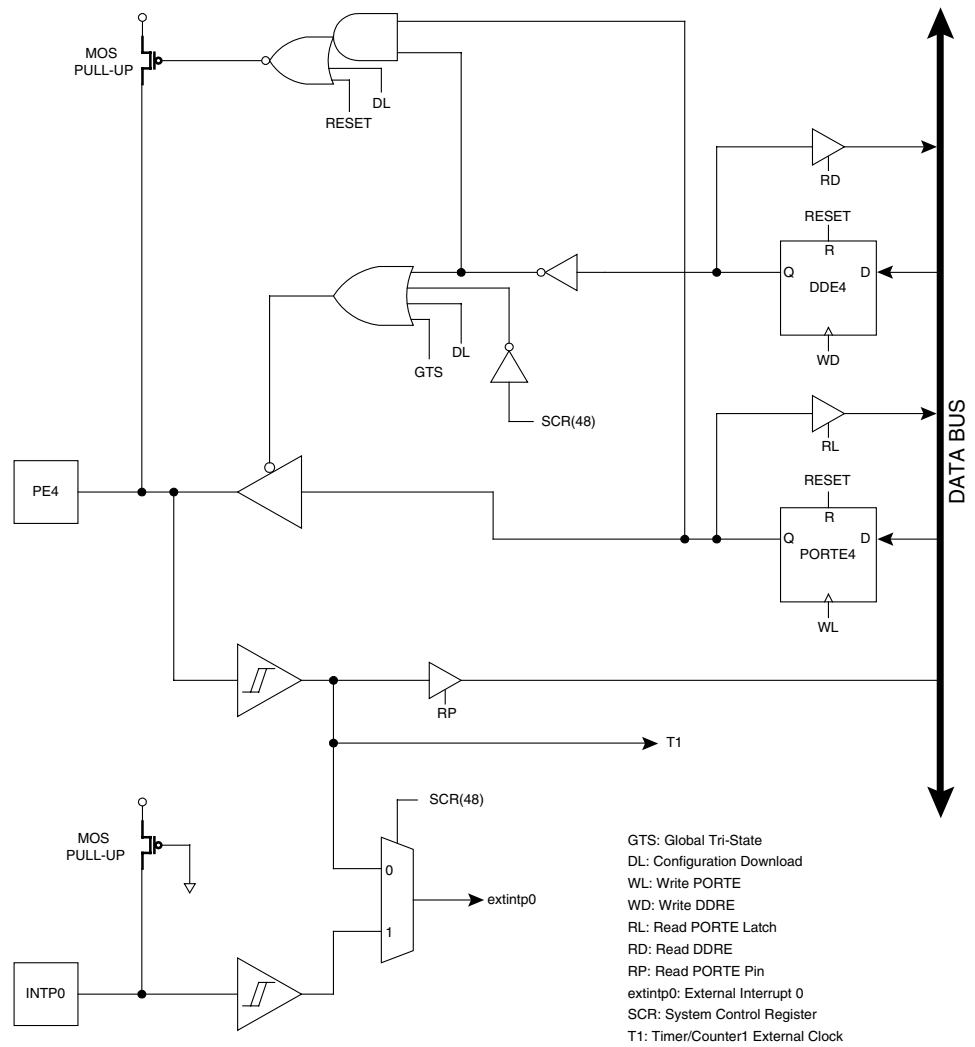 MOS
PULL-UP
DL
RESET
RD
RESET
R
Q
D
DDE4
WD
DL
GTS
SCR(48)
RL
DATA BUS
PE4
RESET
R
Q
D
PORTE4
WL
RP
T1
SCR(48)
MOS
PULL-UP
0
extintp0
1
INTP0
GTS: Global Tri-State
DL: Configuration Download
WL: Write PORTE
WD: Write DDRE
RL: Read PORTE Latch
RD: Read DDRE
RP: Read PORTE Pin
extintp0: External Interrupt 0
SCR: System Control Register
T1: Timer/Counter1 External Clock